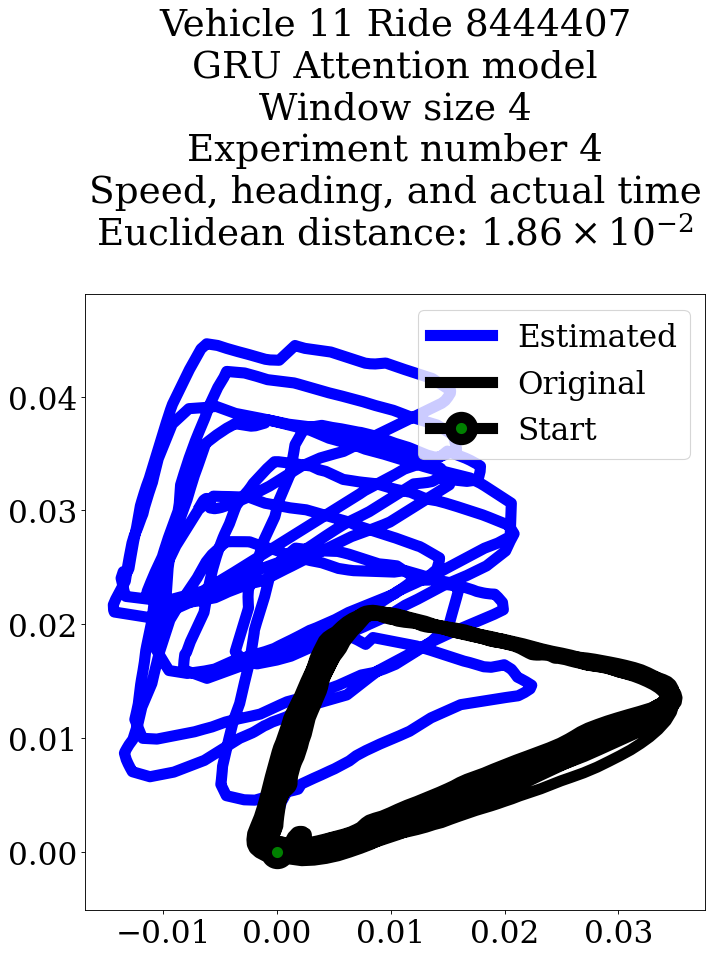 Vehicle 11 Ride 8444407
GRU Attention model
Window size 4
Experiment number 4
Speed, heading, and actual time
Euclidean distance: 1.86 × 10⁻²
Estimated
Original
Start
0.04
0.03
0.02
0.01
0.00
−0.01 0.00 0.01 0.02 0.03